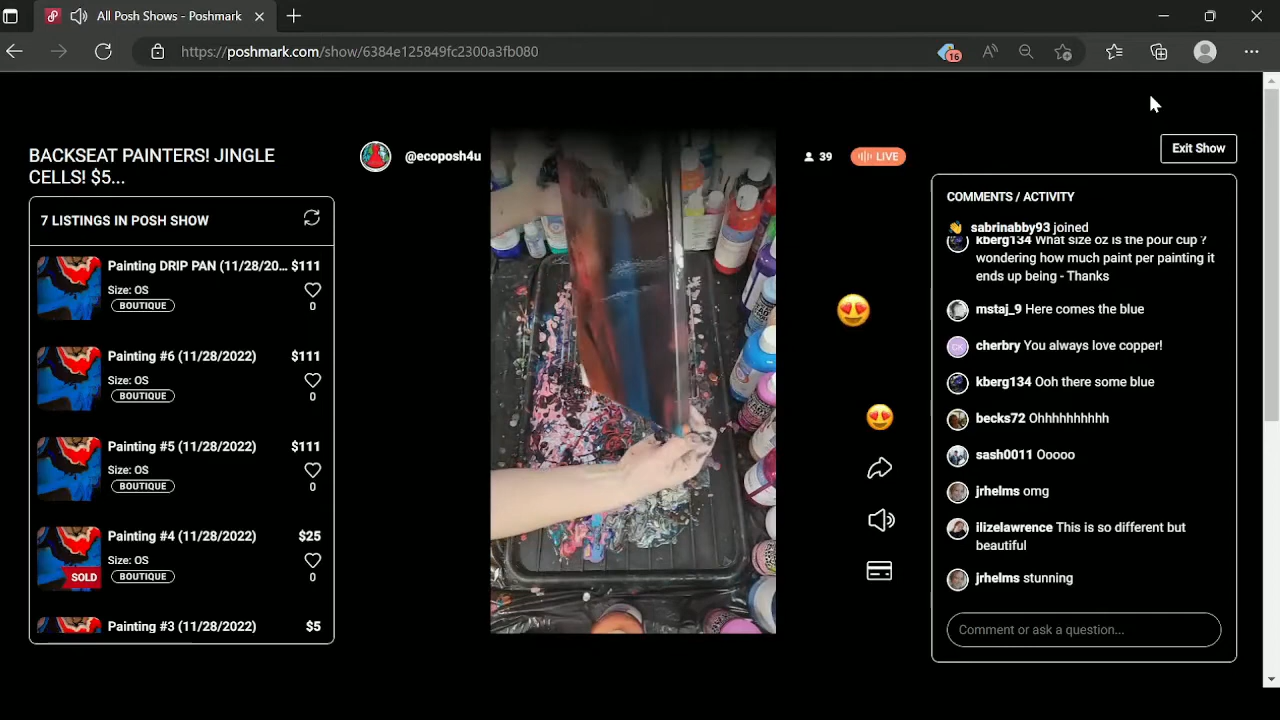 All Posh Shows - Poshmark
https://poshmark.com/show/6384e125849fc2300a3fb080
16
BACKSEAT PAINTERS! JINGLE
CELLS! $5...
@ecoposh4u
39
LIVE
Exit Show
7 LISTINGS IN POSH SHOW
Painting DRIP PAN (11/28/20... $111
Size: OS
BOUTIQUE
0
Painting #6 (11/28/2022) $111
Size: OS
BOUTIQUE
0
Painting #5 (11/28/2022) $111
Size: OS
BOUTIQUE
0
Painting #4 (11/28/2022) $25
Size: OS
SOLD
BOUTIQUE
0
Painting #3 (11/28/2022) $5
COMMENTS / ACTIVITY
sabrinabby93 joined
kberg134 What size oz is the pour cup ?
wondering how much paint per painting it
ends up being - Thanks
mstaj_9 Here comes the blue
CK
cherbry You always love copper!
kberg134 Ooh there some blue
becks72 Ohhhhhhhhhh
sash0011 Ooooo
jrhelms omg
ilizelawrence This is so different but
beautiful
jrhelms stunning
Comment or ask a question...